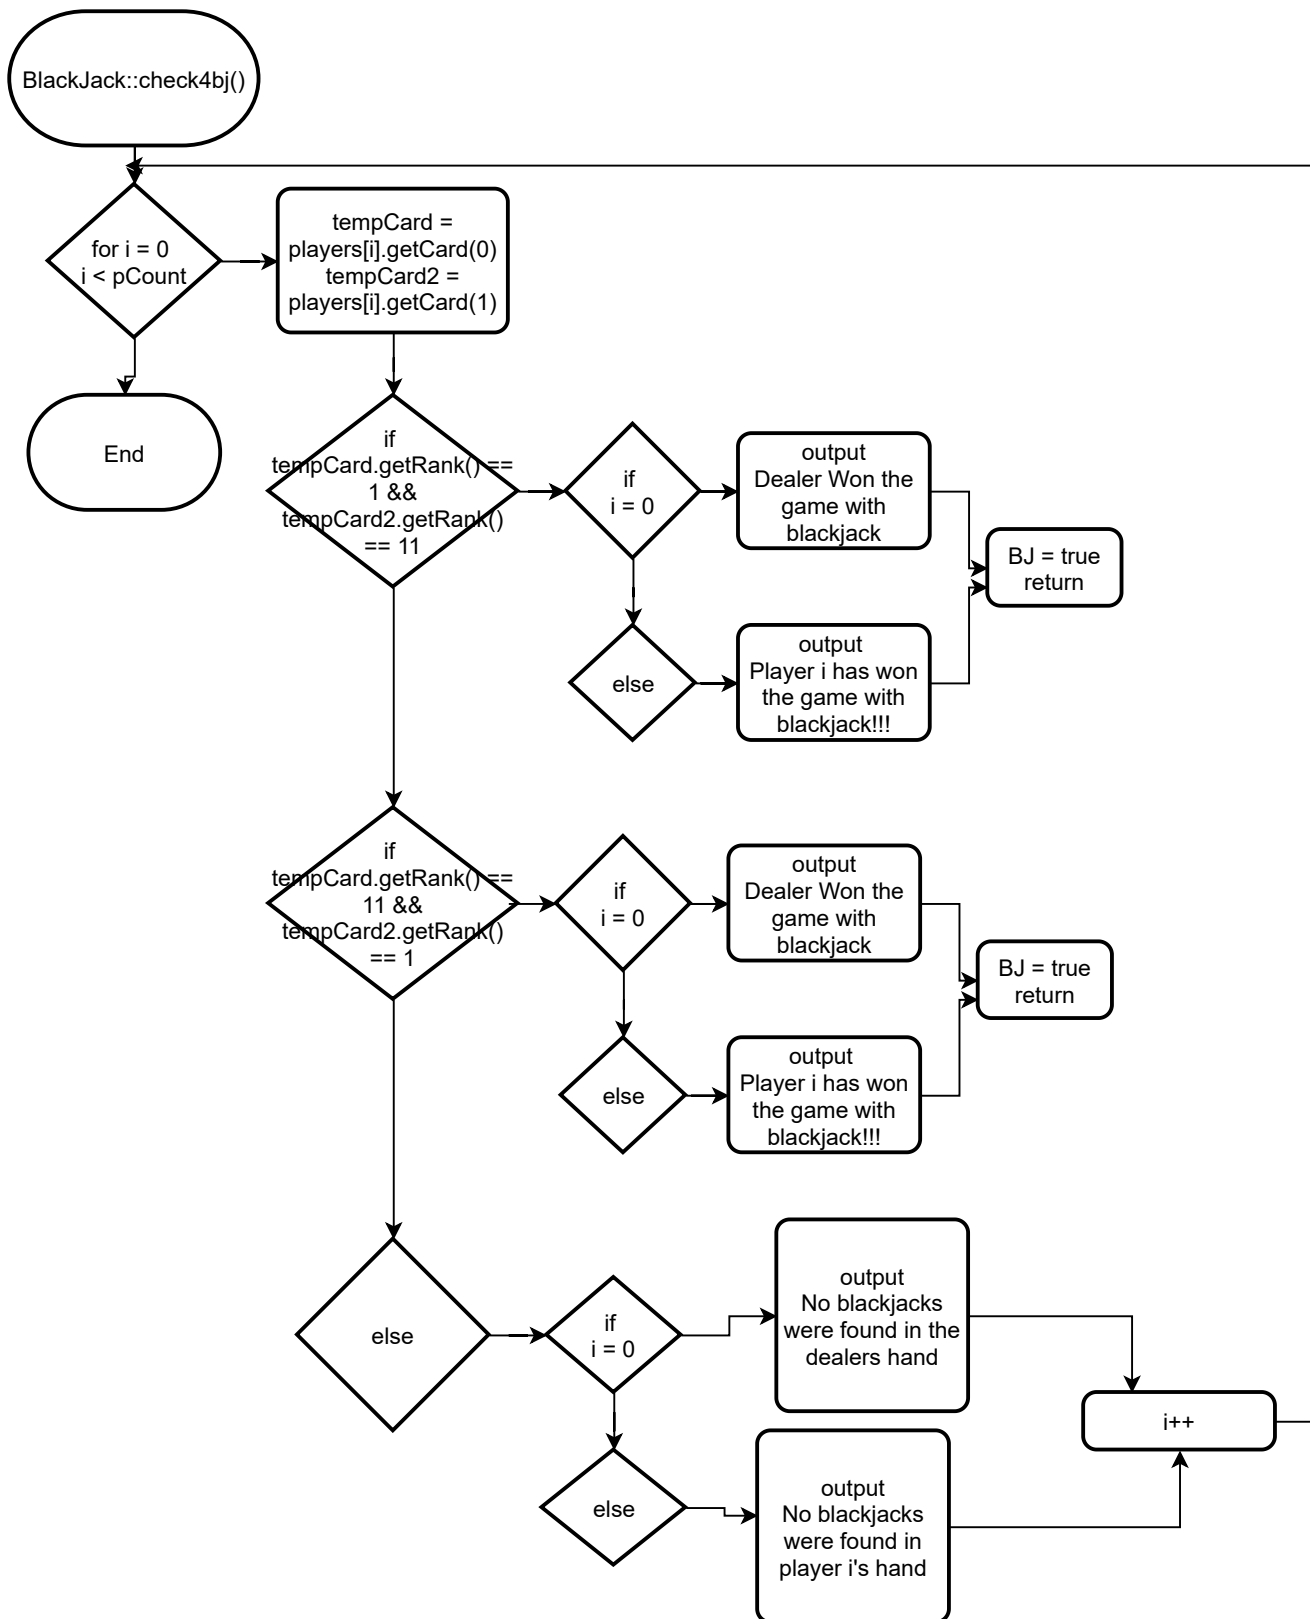 BlackJack::check4bj()
for i = 0
i < pCount
tempCard =
players[i].getCard(0)
tempCard2 =
players[i].getCard(1)
End
if
tempCard.getRank() ==
1 &&
tempCard2.getRank()
== 11
if
i = 0
output
Dealer Won the
game with
blackjack
BJ = true
return
else
output
Player i has won
the game with
blackjack!!!
if
tempCard.getRank() ==
11 &&
tempCard2.getRank()
== 1
if
i = 0
output
Dealer Won the
game with
blackjack
BJ = true
return
else
output
Player i has won
the game with
blackjack!!!
else
if
i = 0
output
No blackjacks
were found in the
dealers hand
i++
else
output
No blackjacks
were found in
player i's hand